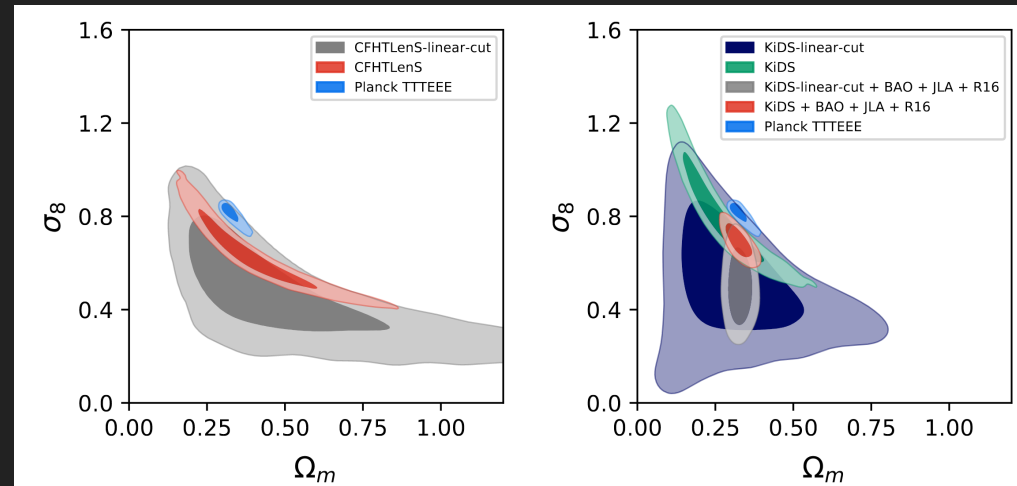 1.6
1.2
0.8
0.4
0.0
σ8
0.00 0.25 0.50 0.75 1.00
Ωm
CFHTLenS-linear-cut
CFHTLenS
Planck TTTEEE
1.6
1.2
0.8
0.4
0.0
σ8
0.00 0.25 0.50 0.75 1.00
Ωm
KiDS-linear-cut
KiDS
KiDS-linear-cut + BAO + JLA + R16
KiDS + BAO + JLA + R16
Planck TTTEEE